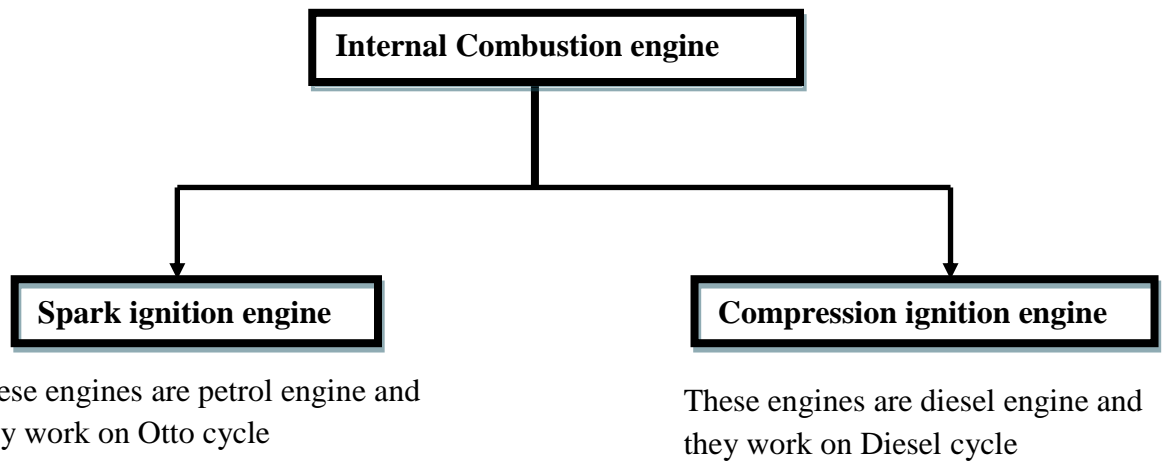 Internal Combustion engine
Spark ignition engine
Compression ignition engine
ese engines are petrol engine and
y work on Otto cycle
These engines are diesel engine and
they work on Diesel cycle